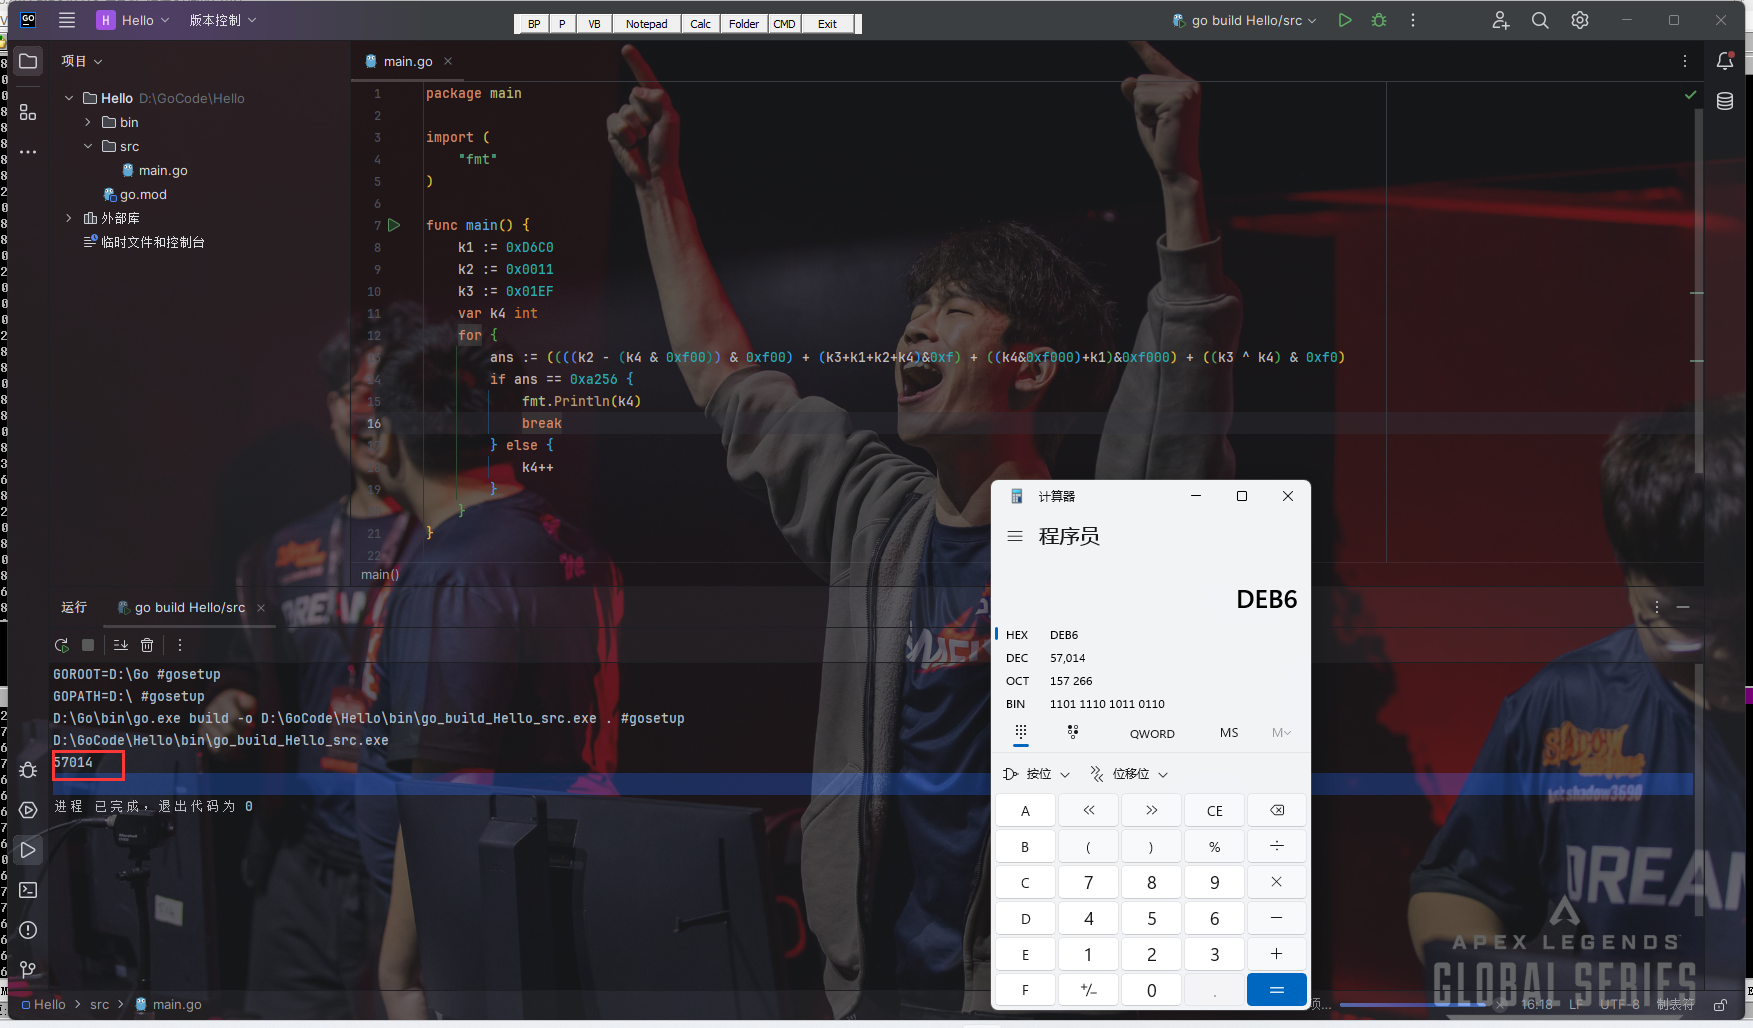 Hello
版本控制
BP P VB Notepad Calc Folder CMD Exit
go build Hello/src
项目
main.go
Hello D:\GoCode\Hello
bin
src
main.go
go.mod
外部库
临时文件和控制台
1 package main
2
3 import (
4 "fmt"
5 )
6
7 func main() {
8 k1 := 0xD6C0
9 k2 := 0x0011
10 k3 := 0x01EF
11 var k4 int
12 for {
ans := ((((k2 - (k4 & 0xf00)) & 0xf00) + (k3+k1+k2+k4)&0xf) + ((k4&0xf000)+k1)&0xf000) + ((k3 ^ k4) & 0xf0)
if ans == 0xa256 {
15 fmt.Println(k4)
16 break
} else {
k4++
19 }
}
21 }
22
main()
运行
go build Hello/src
GOROOT=D:\Go #gosetup
GOPATH=D:\ #gosetup
D:\Go\bin\go.exe build -o D:\GoCode\Hello\bin\go_build_Hello_src.exe . #gosetup
D:\GoCode\Hello\bin\go_build_Hello_src.exe
57014
进程 已完成，退出代码为 0
计算器
程序员
DEB6
HEX DEB6
DEC 57,014
OCT 157 266
BIN 1101 1110 1011 0110
QWORD MS M
按位 位移位
A << >> CE
B ( ) % ÷
C 7 8 9 ×
D 4 5 6 −
E 1 2 3 +
F +/- 0 . =
DREAM
APEX LEGENDS
GLOBAL SERIES
Hello > src > main.go
16:18 LF UTF-8 制表符